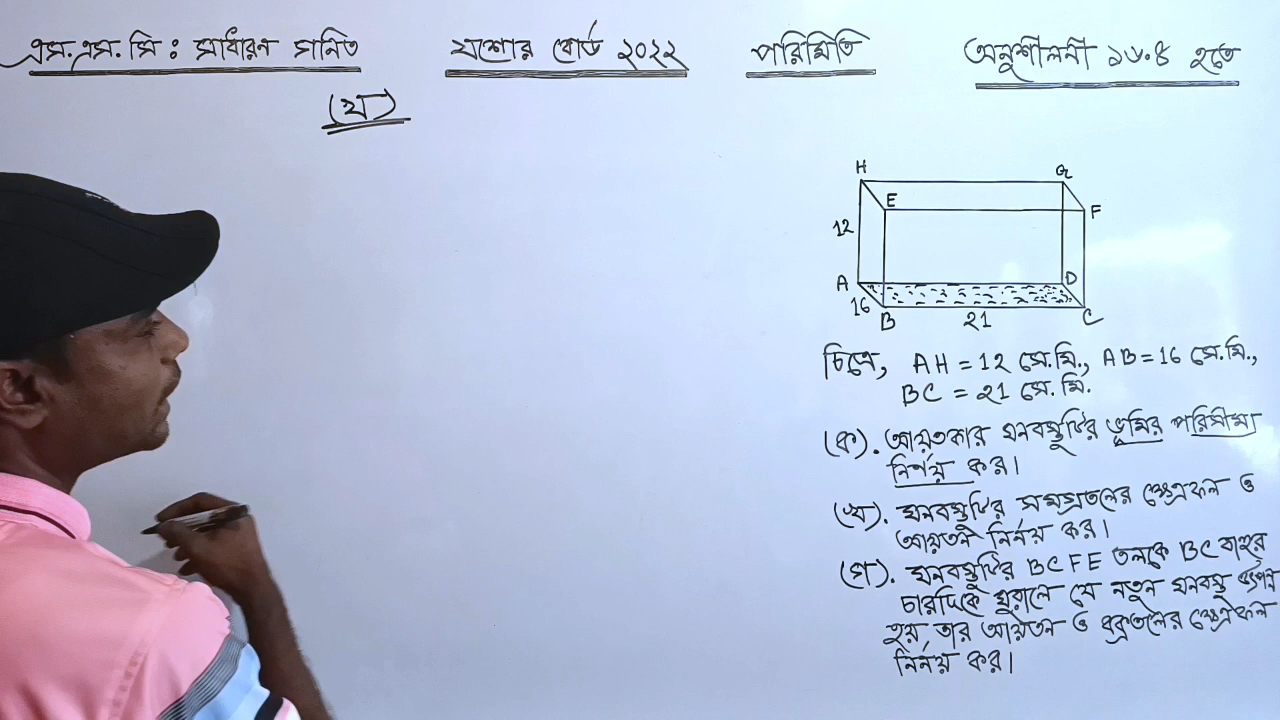 এস.এস.সি: সাধারন গনিত যশোর বোর্ড ২০২২ পরিমিতি অনুশীলনী ১৬.৪ হতে
(খ)
H G
E F
12
A D
16 B 21 C
চিত্রে, AH = 12 সে.মি., AB = 16 সে.মি.,
BC = 21 সে.মি.
(ক). আয়তকার ঘনবস্তুটির ভূমির পরিসীমা
নির্ণয় কর।
(খ). ঘনবস্তুটির সমগ্রতলের ক্ষেত্রফল ও
আয়তন নির্নয় কর।
(গ). ঘনবস্তুটির BCFE তলকে BC বাহুর
চারদিকে ঘুরালে যে নতুন ঘনবস্তু উৎপন্ন
হয়, তার আয়তন ও বক্রতলের ক্ষেত্রফল
নির্নয় কর।